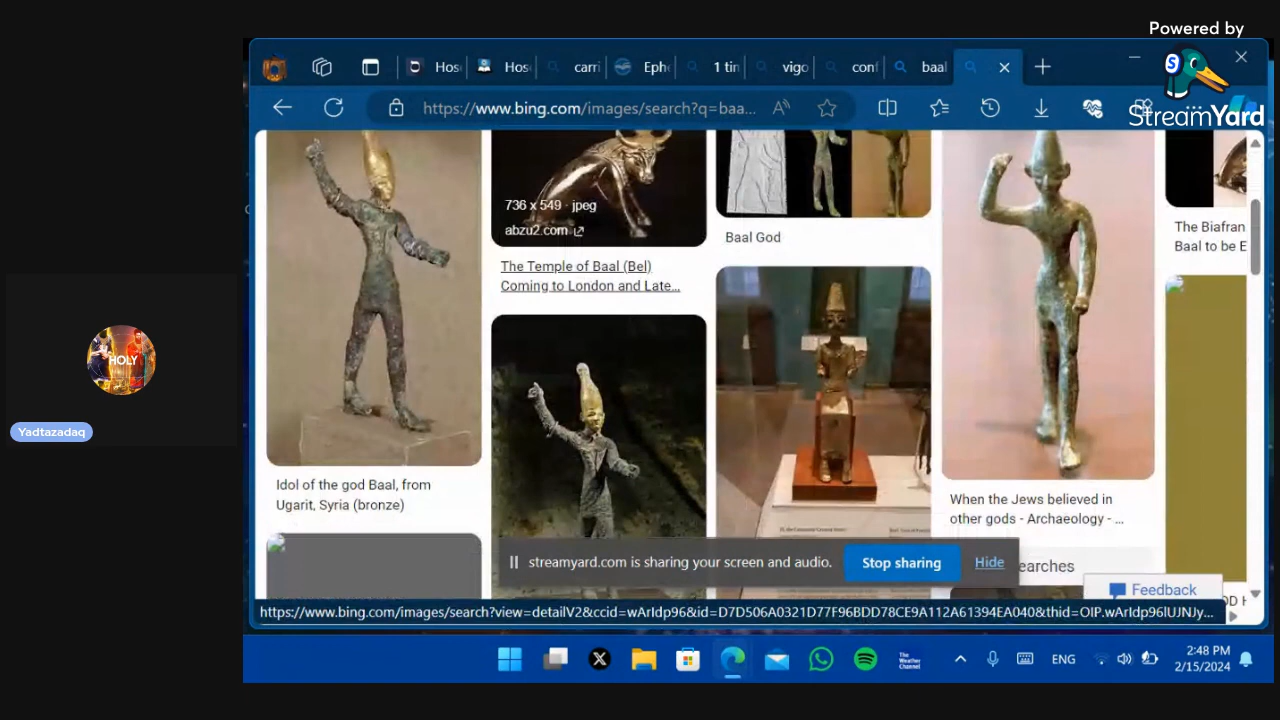 Powered by
StreamYard
Hos
Hos
carri
Eph
1 tin
vigo
conf
baal
https://www.bing.com/images/search?q=baa...
736 x 549 · jpeg
abzu2.com
The Temple of Baal (Bel)
Coming to London and Late...
Baal God
The Biafran
Baal to be E
HOLY
Yadtazadaq
Idol of the god Baal, from
Ugarit, Syria (bronze)
When the Jews believed in
other gods - Archaeology - ...
streamyard.com is sharing your screen and audio.
Stop sharing
Hide
earches
Feedback
https://www.bing.com/images/search?view=detailV2&ccid=wArIdp96&id=D7D506A0321D77F96BDD78CE9A112A61394EA040&thid=OIP.wArIdp96lUJNJy...
The
Weather
Channel
ENG
2:48 PM
2/15/2024